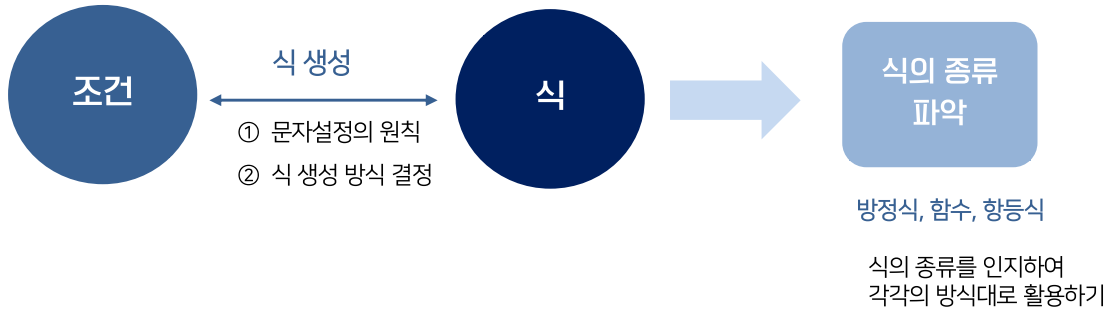 조건
식 생성
① 문자설정의 원칙
② 식 생성 방식 결정
식
식의 종류
파악
방정식, 함수, 항등식
식의 종류를 인지하여
각각의 방식대로 활용하기